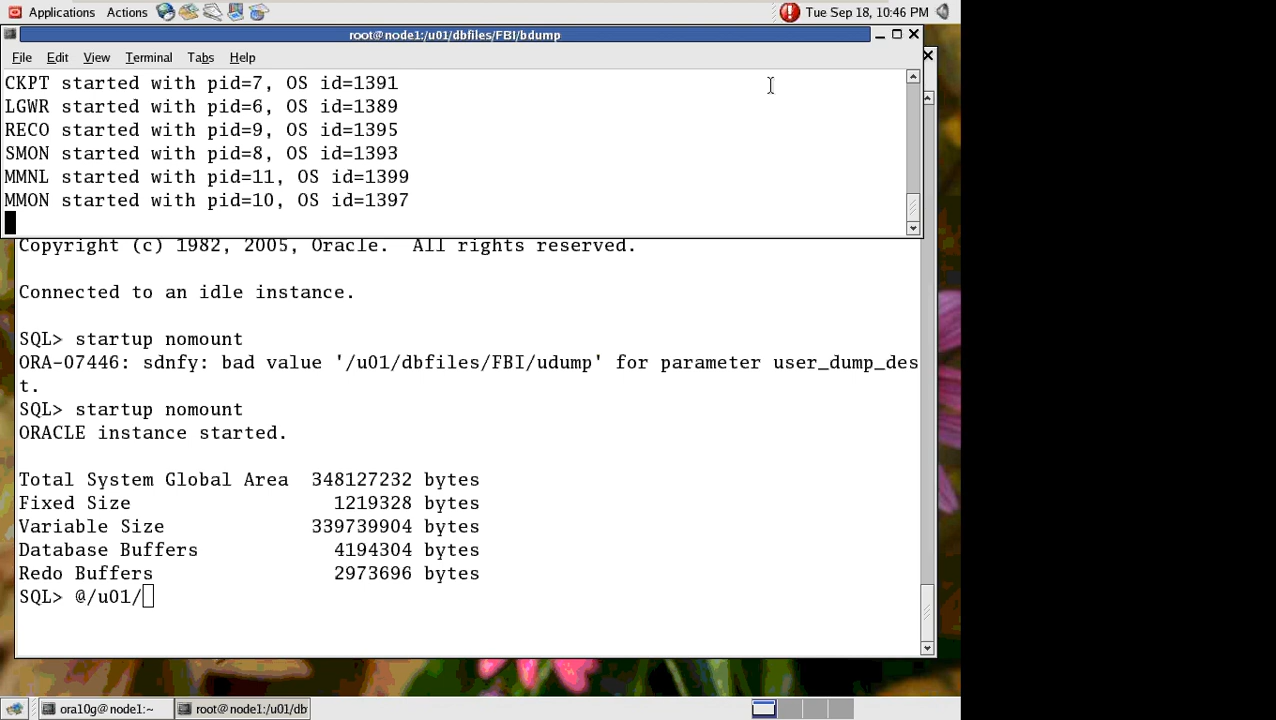 Applications Actions Tue Sep 18, 10:46 PM
root@node1:/u01/dbfiles/FBI/bdump
File Edit View Terminal Tabs Help
CKPT started with pid=7, OS id=1391
LGWR started with pid=6, OS id=1389
RECO started with pid=9, OS id=1395
SMON started with pid=8, OS id=1393
MMNL started with pid=11, OS id=1399
MMON started with pid=10, OS id=1397
Copyright (c) 1982, 2005, Oracle.  All rights reserved.
Connected to an idle instance.
SQL> startup nomount
ORA-07446: sdnfy: bad value '/u01/dbfiles/FBI/udump' for parameter user_dump_des
t.
SQL> startup nomount
ORACLE instance started.
Total System Global Area  348127232 bytes
Fixed Size                  1219328 bytes
Variable Size             339739904 bytes
Database Buffers            4194304 bytes
Redo Buffers                2973696 bytes
SQL> @/u01/
ora10g@node1:~ root@node1:/u01/db